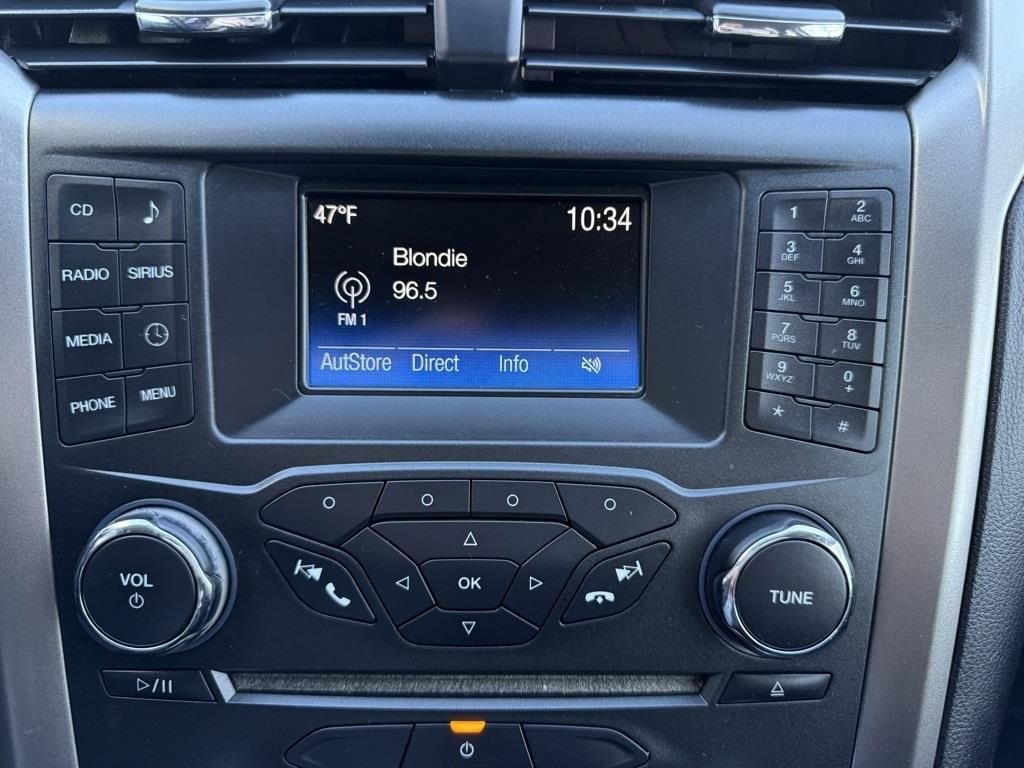 47°F
10:34
Blondie
96.5
FM 1
AutStore Direct Info
CD
RADIO SIRIUS
MEDIA
PHONE MENU
1
2 ABC
3 DEF
4 GHI
5 JKL
6 MNO
7 PQRS
8 TUV
9 WXYZ
0 +
*
#
VOL
OK
TUNE